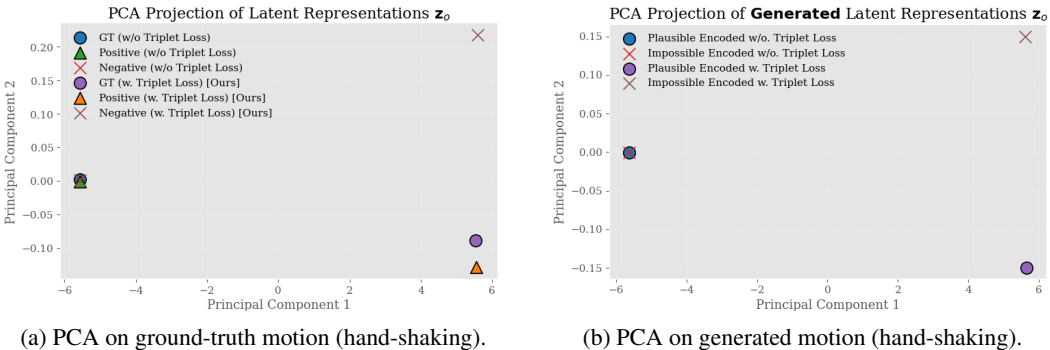 PCA Projection of Latent Representations z_o
GT (w/o Triplet Loss)
Positive (w/o Triplet Loss)
Negative (w/o Triplet Loss)
GT (w. Triplet Loss) [Ours]
Positive (w. Triplet Loss) [Ours]
Negative (w. Triplet Loss) [Ours]
Principal Component 2
0.20
0.15
0.10
0.05
0.00
−0.05
−0.10
−6 −4 −2 0 2 4 6
Principal Component 1
(a) PCA on ground-truth motion (hand-shaking).
PCA Projection of Generated Latent Representations z_o
Plausible Encoded w/o. Triplet Loss
Impossible Encoded w/o. Triplet Loss
Plausible Encoded w. Triplet Loss
Impossible Encoded w. Triplet Loss
Principal Component 2
0.15
0.10
0.05
0.00
−0.05
−0.10
−0.15
−6 −4 −2 0 2 4 6
Principal Component 1
(b) PCA on generated motion (hand-shaking).